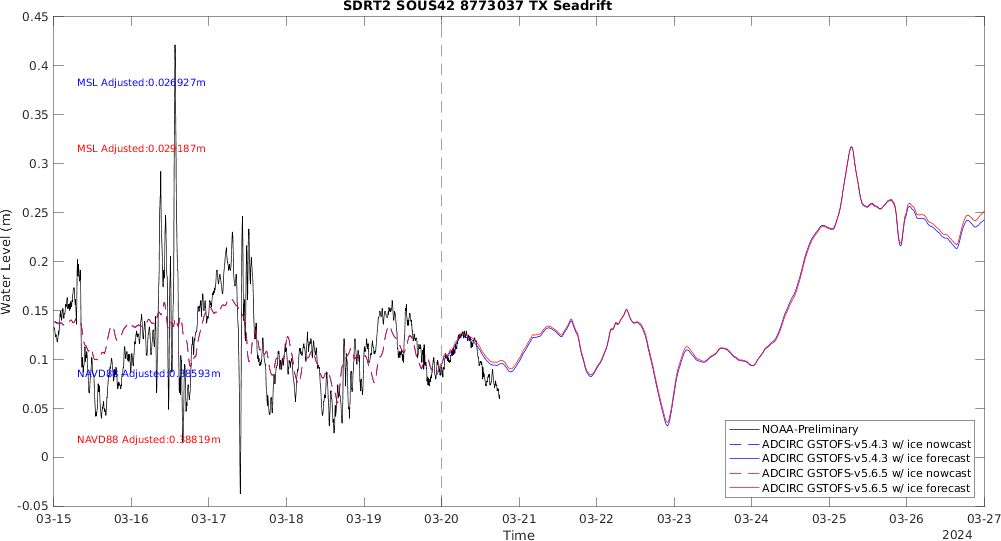 SDRT2 SOUS42 8773037 TX Seadrift
Water Level (m)
0.45
0.4
0.35
0.3
0.25
0.2
0.15
0.1
0.05
0
-0.05
MSL Adjusted:0.026927m
MSL Adjusted:0.029187m
NAVD88 Adjusted:0.38593m
NAVD88 Adjusted:0.38819m
NOAA-Preliminary
ADCIRC GSTOFS-v5.4.3 w/ ice nowcast
ADCIRC GSTOFS-v5.4.3 w/ ice forecast
ADCIRC GSTOFS-v5.6.5 w/ ice nowcast
ADCIRC GSTOFS-v5.6.5 w/ ice forecast
03-15 03-16 03-17 03-18 03-19 03-20 03-21 03-22 03-23 03-24 03-25 03-26 03-27
Time
2024